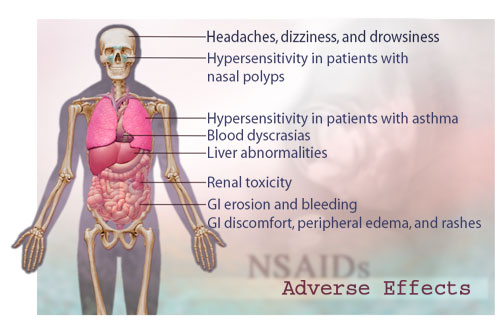 Headaches, dizziness, and drowsiness
Hypersensitivity in patients with
nasal polyps
Hypersensitivity in patients with asthma
Blood dyscrasias
Liver abnormalities
Renal toxicity
GI erosion and bleeding
GI discomfort, peripheral edema, and rashes
NSAIDs
Adverse Effects